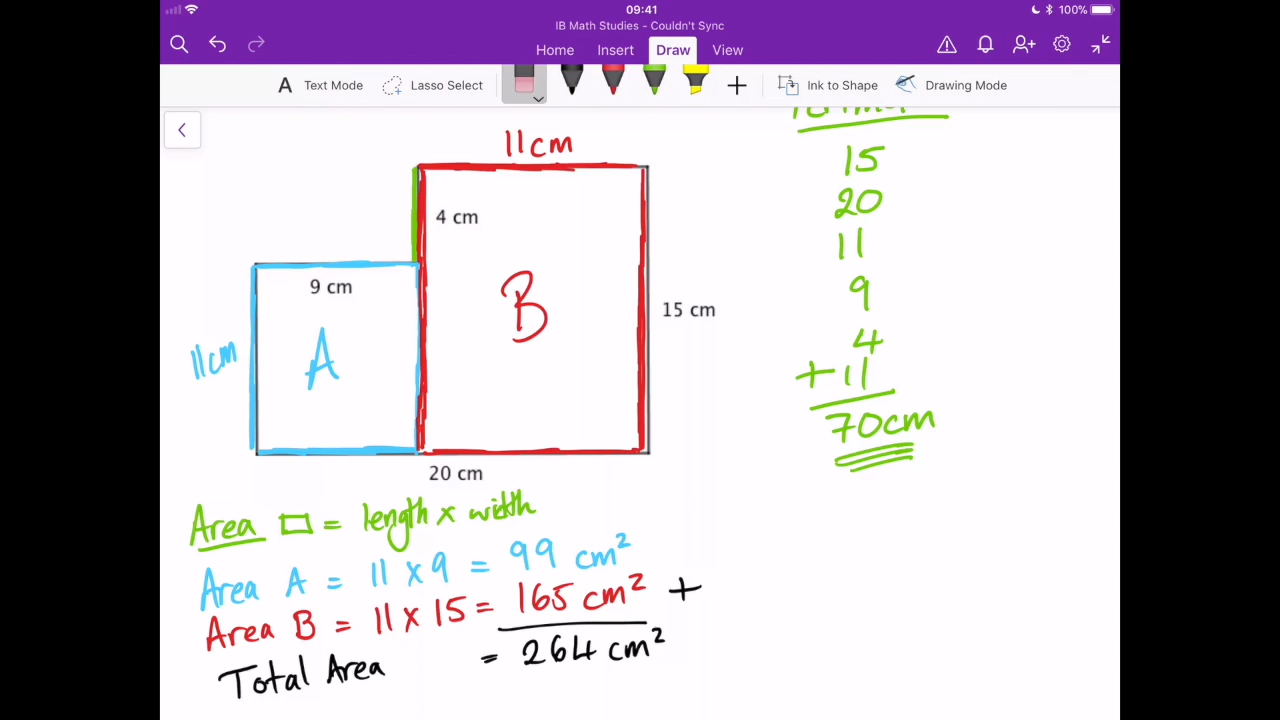 09:41
100%
IB Math Studies - Couldn't Sync
Home Insert Draw View
A Text Mode Lasso Select Ink to Shape Drawing Mode
11cm
4 cm
9 cm
11cm
A
B
15 cm
20 cm
15
20
11
9
4
+ 11
70cm
Area □ = length x width
Area A = 11 x 9 = 99 cm²
Area B = 11 x 15 = 165 cm² +
Total Area = 264 cm²